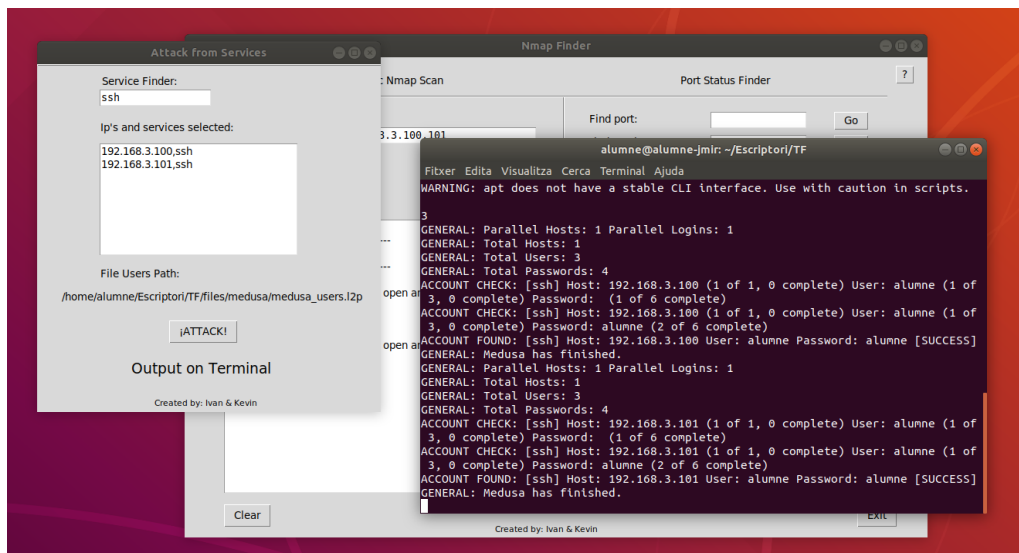 Attack from Services
Service Finder:
ssh
Ip's and services selected:
192.168.3.100,ssh
192.168.3.101,ssh
File Users Path:
/home/alumne/Escriptori/TF/files/medusa/medusa_users.l2p
¡ATTACK!
Output on Terminal
Created by: Ivan & Kevin
Nmap Finder
: Nmap Scan
Port Status Finder
?
3.3.100,101
Find port:
Go
---
---
open
open
Clear
Exit
Created by: Ivan & Kevin
alumne@alumne-jmir: ~/Escriptori/TF
Fitxer Edita Visualitza Cerca Terminal Ajuda
WARNING: apt does not have a stable CLI interface. Use with caution in scripts.
3
GENERAL: Parallel Hosts: 1 Parallel Logins: 1
GENERAL: Total Hosts: 1
GENERAL: Total Users: 3
GENERAL: Total Passwords: 4
ACCOUNT CHECK: [ssh] Host: 192.168.3.100 (1 of 1, 0 complete) User: alumne (1 of
3, 0 complete) Password:  (1 of 6 complete)
ACCOUNT CHECK: [ssh] Host: 192.168.3.100 (1 of 1, 0 complete) User: alumne (1 of
3, 0 complete) Password: alumne (2 of 6 complete)
ACCOUNT FOUND: [ssh] Host: 192.168.3.100 User: alumne Password: alumne [SUCCESS]
GENERAL: Medusa has finished.
GENERAL: Parallel Hosts: 1 Parallel Logins: 1
GENERAL: Total Hosts: 1
GENERAL: Total Users: 3
GENERAL: Total Passwords: 4
ACCOUNT CHECK: [ssh] Host: 192.168.3.101 (1 of 1, 0 complete) User: alumne (1 of
3, 0 complete) Password:  (1 of 6 complete)
ACCOUNT CHECK: [ssh] Host: 192.168.3.101 (1 of 1, 0 complete) User: alumne (1 of
3, 0 complete) Password: alumne (2 of 6 complete)
ACCOUNT FOUND: [ssh] Host: 192.168.3.101 User: alumne Password: alumne [SUCCESS]
GENERAL: Medusa has finished.